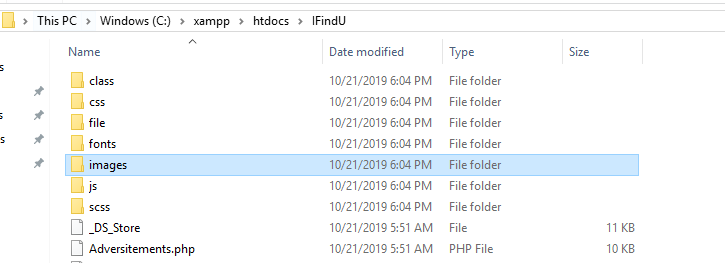 This PC > Windows (C:) > xampp > htdocs > IFindU
Name Date modified Type Size
class 10/21/2019 6:04 PM File folder
css 10/21/2019 6:04 PM File folder
file 10/21/2019 6:04 PM File folder
fonts 10/21/2019 6:04 PM File folder
images 10/21/2019 6:04 PM File folder
js 10/21/2019 6:04 PM File folder
scss 10/21/2019 6:04 PM File folder
_DS_Store 10/21/2019 5:51 AM File 11 KB
Adversitements.php 10/21/2019 5:51 AM PHP File 10 KB